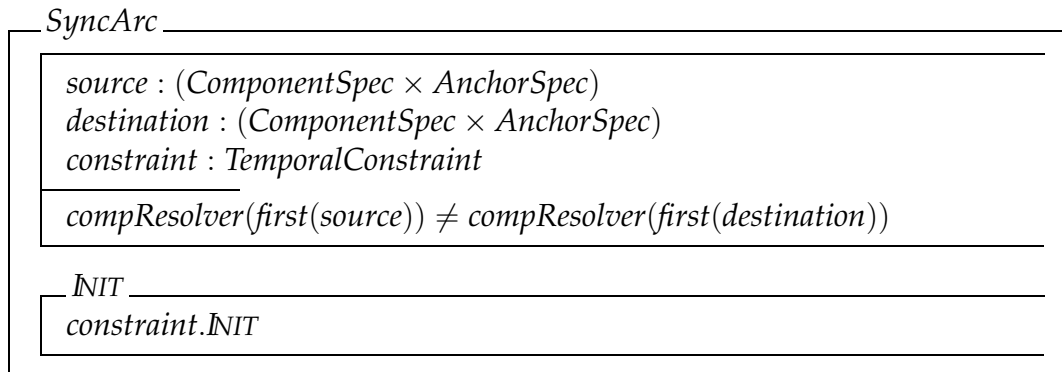 SyncArc
source : (ComponentSpec × AnchorSpec)
destination : (ComponentSpec × AnchorSpec)
constraint : TemporalConstraint
compResolver(first(source)) ≠ compResolver(first(destination))
INIT
constraint.INIT